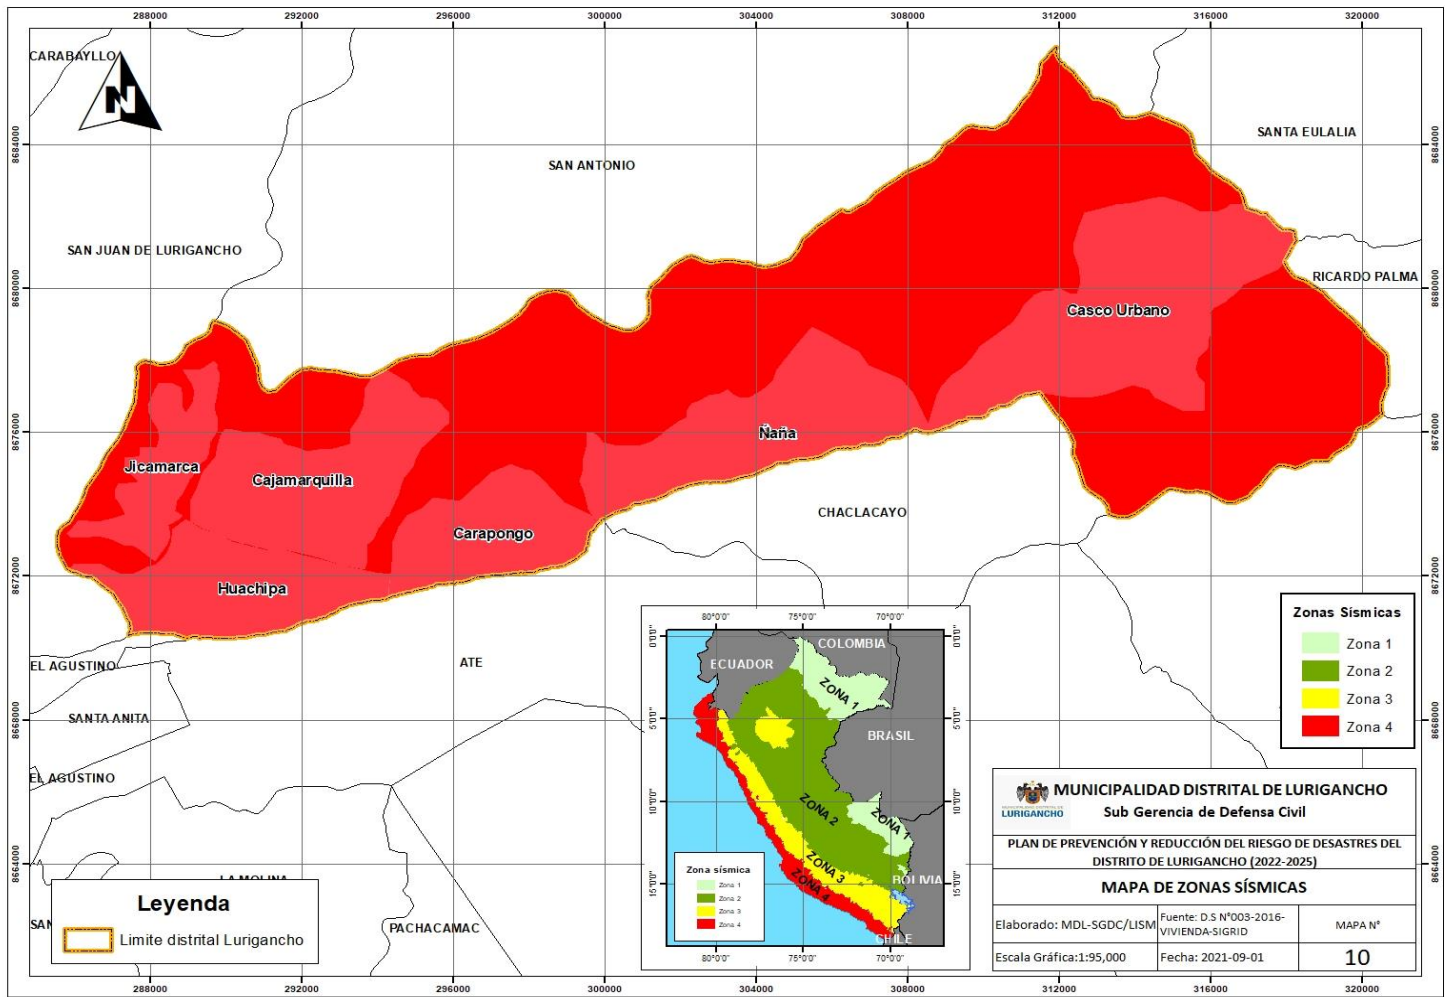 288000 292000 296000 300000 304000 308000 312000 316000 320000
CARABAYLLO
N
SANTA EULALIA
8684000 8684000
SAN ANTONIO
SAN JUAN DE LURIGANCHO
RICARDO PALMA
8680000 8680000
Casco Urbano
8676000 8676000
Ñaña
Jicamarca
Cajamarquilla
CHACLACAYO
Carapongo
8672000 8672000
Huachipa
EL AGUSTINO
ATE
SANTA ANITA
8668000 8668000
EL AGUSTINO
8664000 8664000
LA MOLINA
SAN
PACHACAMAC
Leyenda
Limite distrital Lurigancho
80°0'0" 75°0'0" 70°0'0"
0°0'0" 0°0'0"
COLOMBIA
ECUADOR
ZONA 1
5°0'0" 5°0'0"
BRASIL
10°0'0" 10°0'0"
ZONA 2
ZONA 1
ZONA 3
ZONA 4
BOLIVIA
15°0'0" 15°0'0"
CHILE
Zona sísmica
Zona 1
Zona 2
Zona 3
Zona 4
80°0'0" 75°0'0" 70°0'0"
Zonas Sísmicas
Zona 1
Zona 2
Zona 3
Zona 4
MUNICIPALIDAD DISTRITAL DE LURIGANCHO
Sub Gerencia de Defensa Civil
MUNICIPALIDAD DISTRITAL DE
LURIGANCHO
PLAN DE PREVENCIÓN Y REDUCCIÓN DEL RIESGO DE DESASTRES DEL
DISTRITO DE LURIGANCHO (2022-2025)
MAPA DE ZONAS SÍSMICAS
Elaborado: MDL-SGDC/LISM
Fuente: D.S N°003-2016-
VIVIENDA-SIGRID
MAPA N°
Escala Gráfica:1:95,000
Fecha: 2021-09-01
10
288000 292000 296000 300000 304000 308000 312000 316000 320000